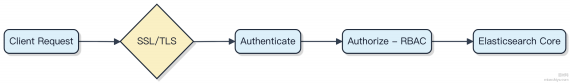 Client Request
SSL/TLS
Authenticate
Authorize - RBAC
Elasticsearch Core